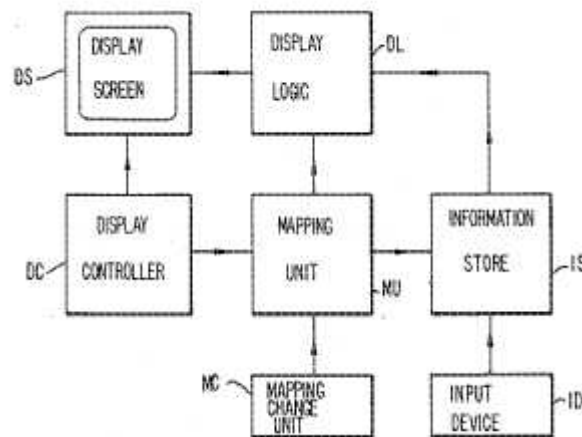 DISPLAY
SCREEN
DS
DISPLAY
LOGIC
DL
DISPLAY
CONTROLLER
DC
MAPPING
UNIT
MU
INFORMATION
STORE
IS
MC
MAPPING
CHANGE
UNIT
INPUT
DEVICE
ID